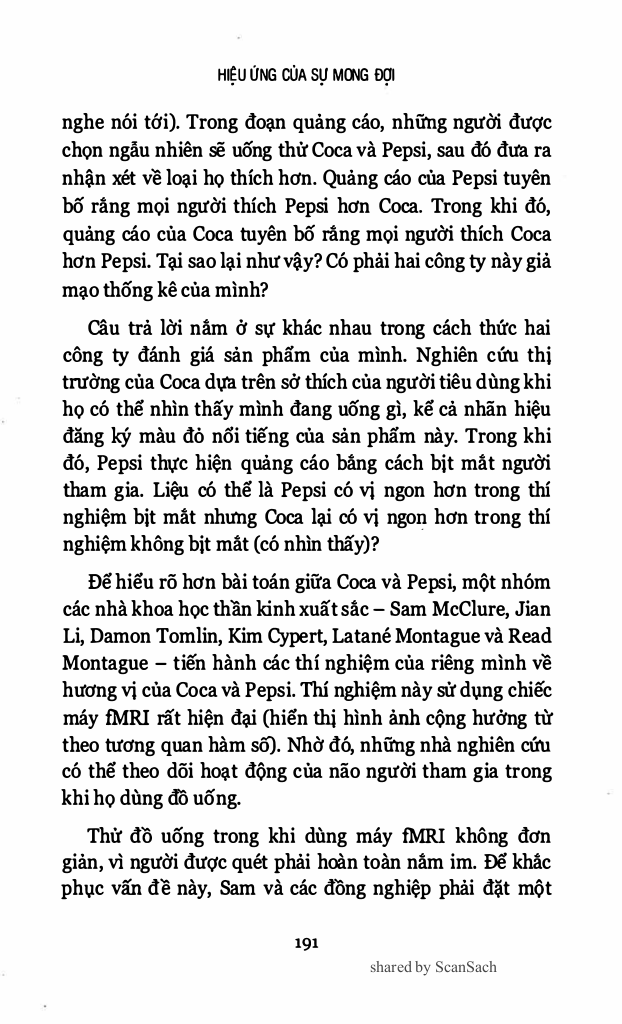 HIỆU ỨNG CỦA SỰ MONG ĐỢI
nghe nói tới). Trong đoạn quảng cáo, những người được
chọn ngẫu nhiên sẽ uống thử Coca và Pepsi, sau đó đưa ra
nhận xét về loại họ thích hơn. Quảng cáo của Pepsi tuyên
bố rằng mọi người thích Pepsi hơn Coca. Trong khi đó,
quảng cáo của Coca tuyên bố rằng mọi người thích Coca
hơn Pepsi. Tại sao lại như vậy? Có phải hai công ty này giả
mạo thống kê của mình?
Câu trả lời nằm ở sự khác nhau trong cách thức hai
công ty đánh giá sản phẩm của mình. Nghiên cứu thị
trường của Coca dựa trên sở thích của người tiêu dùng khi
họ có thể nhìn thấy mình đang uống gì, kể cả nhãn hiệu
đăng ký màu đỏ nổi tiếng của sản phẩm này. Trong khi
đó, Pepsi thực hiện quảng cáo bằng cách bịt mắt người
tham gia. Liệu có thể là Pepsi có vị ngon hơn trong thí
nghiệm bịt mắt nhưng Coca lại có vị ngon hơn trong thí
nghiệm không bịt mắt (có nhìn thấy)?
Để hiểu rõ hơn bài toán giữa Coca và Pepsi, một nhóm
các nhà khoa học thần kinh xuất sắc – Sam McClure, Jian
Li, Damon Tomlin, Kim Cypert, Latané Montague và Read
Montague – tiến hành các thí nghiệm của riêng mình về
hương vị của Coca và Pepsi. Thí nghiệm này sử dụng chiếc
máy fMRI rất hiện đại (hiển thị hình ảnh cộng hưởng từ
theo tương quan hàm số). Nhờ đó, những nhà nghiên cứu
có thể theo dõi hoạt động của não người tham gia trong
khi họ dùng đồ uống.
Thử đồ uống trong khi dùng máy fMRI không đơn
giản, vì người được quét phải hoàn toàn nằm im. Để khắc
phục vấn đề này, Sam và các đồng nghiệp phải đặt một
191
shared by ScanSach